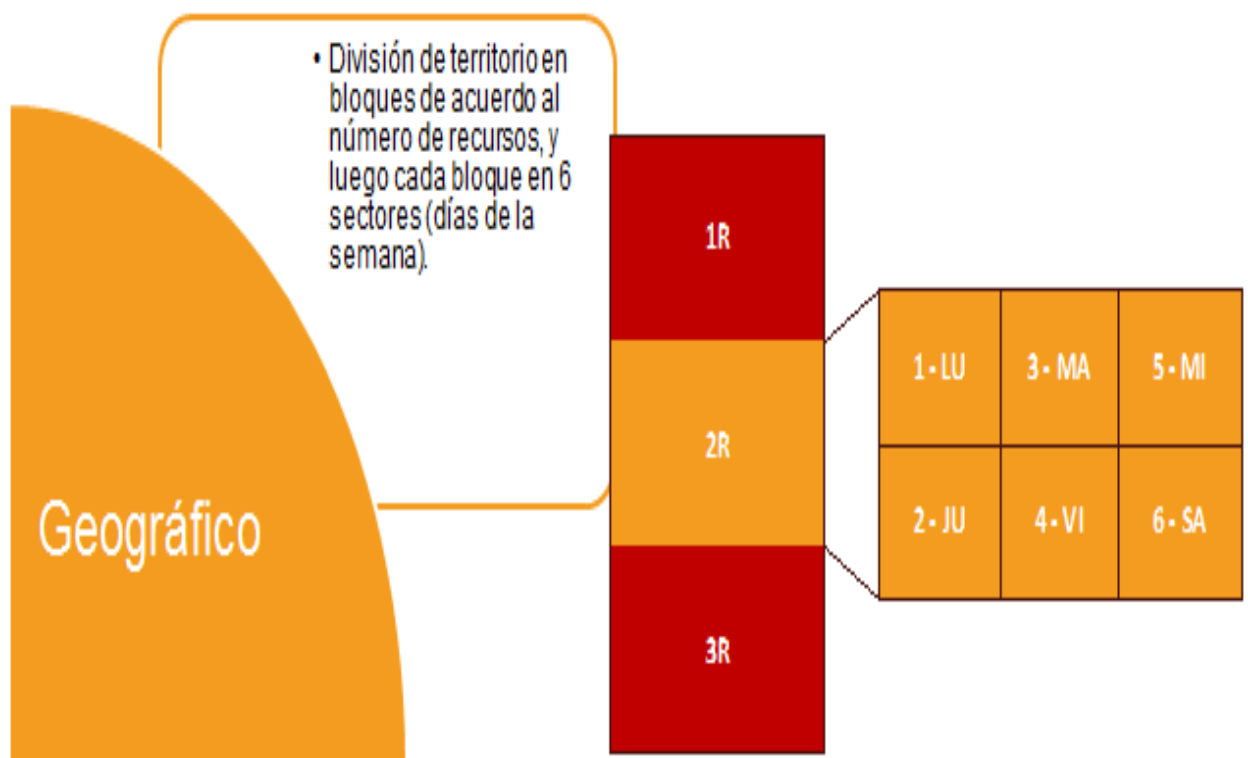 • División de territorio en
bloques de acuerdo al
número de recursos, y
luego cada bloque en 6
sectores (días de la
semana).
Geográfico
1R
2R
3R
1 - LU 3 - MA 5 - MI
2 - JU 4 - VI 6 - SA